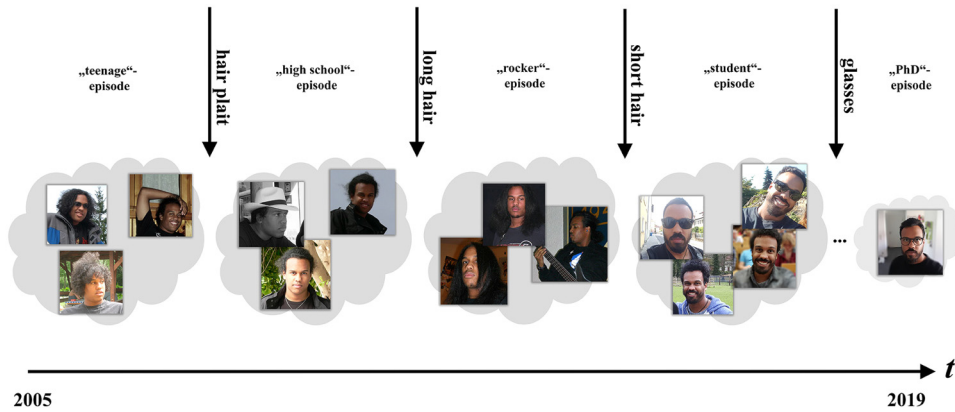 „teenage“-
episode
hair plait
„high school“-
episode
long hair
„rocker“-
episode
short hair
„student“-
episode
glasses
„PhD“-
episode
...
t
2005
2019